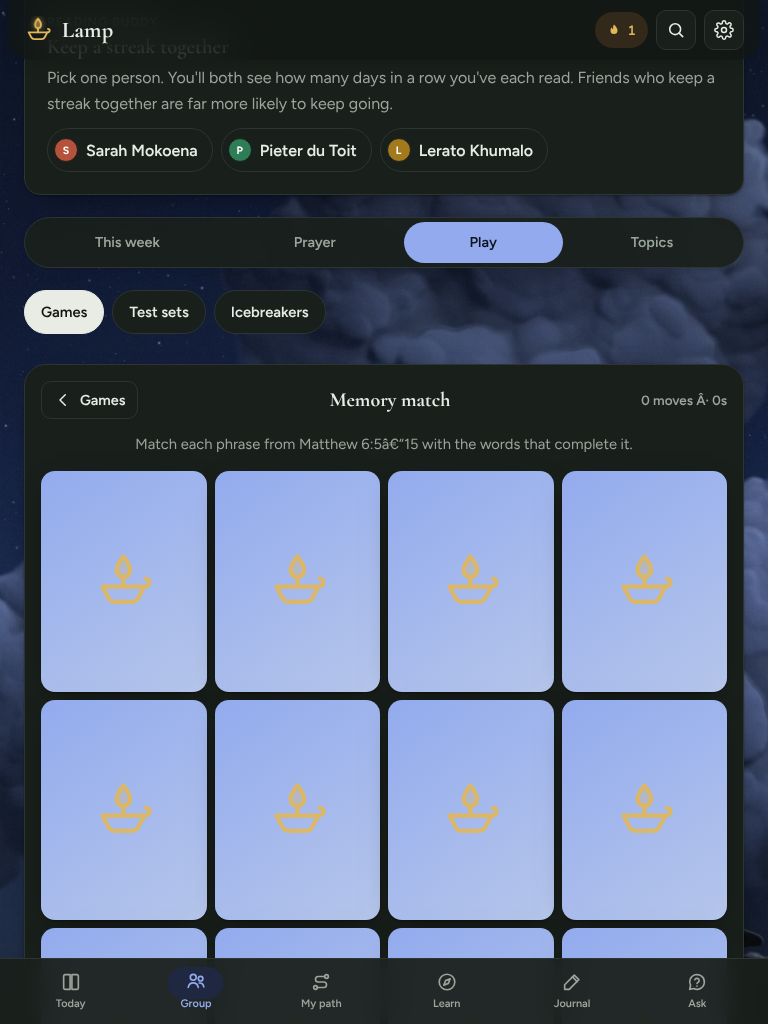 READING BUDDY
Lamp
1
Keep a streak together
Pick one person. You'll both see how many days in a row you've each read. Friends who keep a
streak together are far more likely to keep going.
S Sarah Mokoena
P Pieter du Toit
L Lerato Khumalo
This week
Prayer
Play
Topics
Games
Test sets
Icebreakers
Games
Memory match
0 moves Â· 0s
Match each phrase from Matthew 6:5â€“15 with the words that complete it.
Today
Group
My path
Learn
Journal
Ask